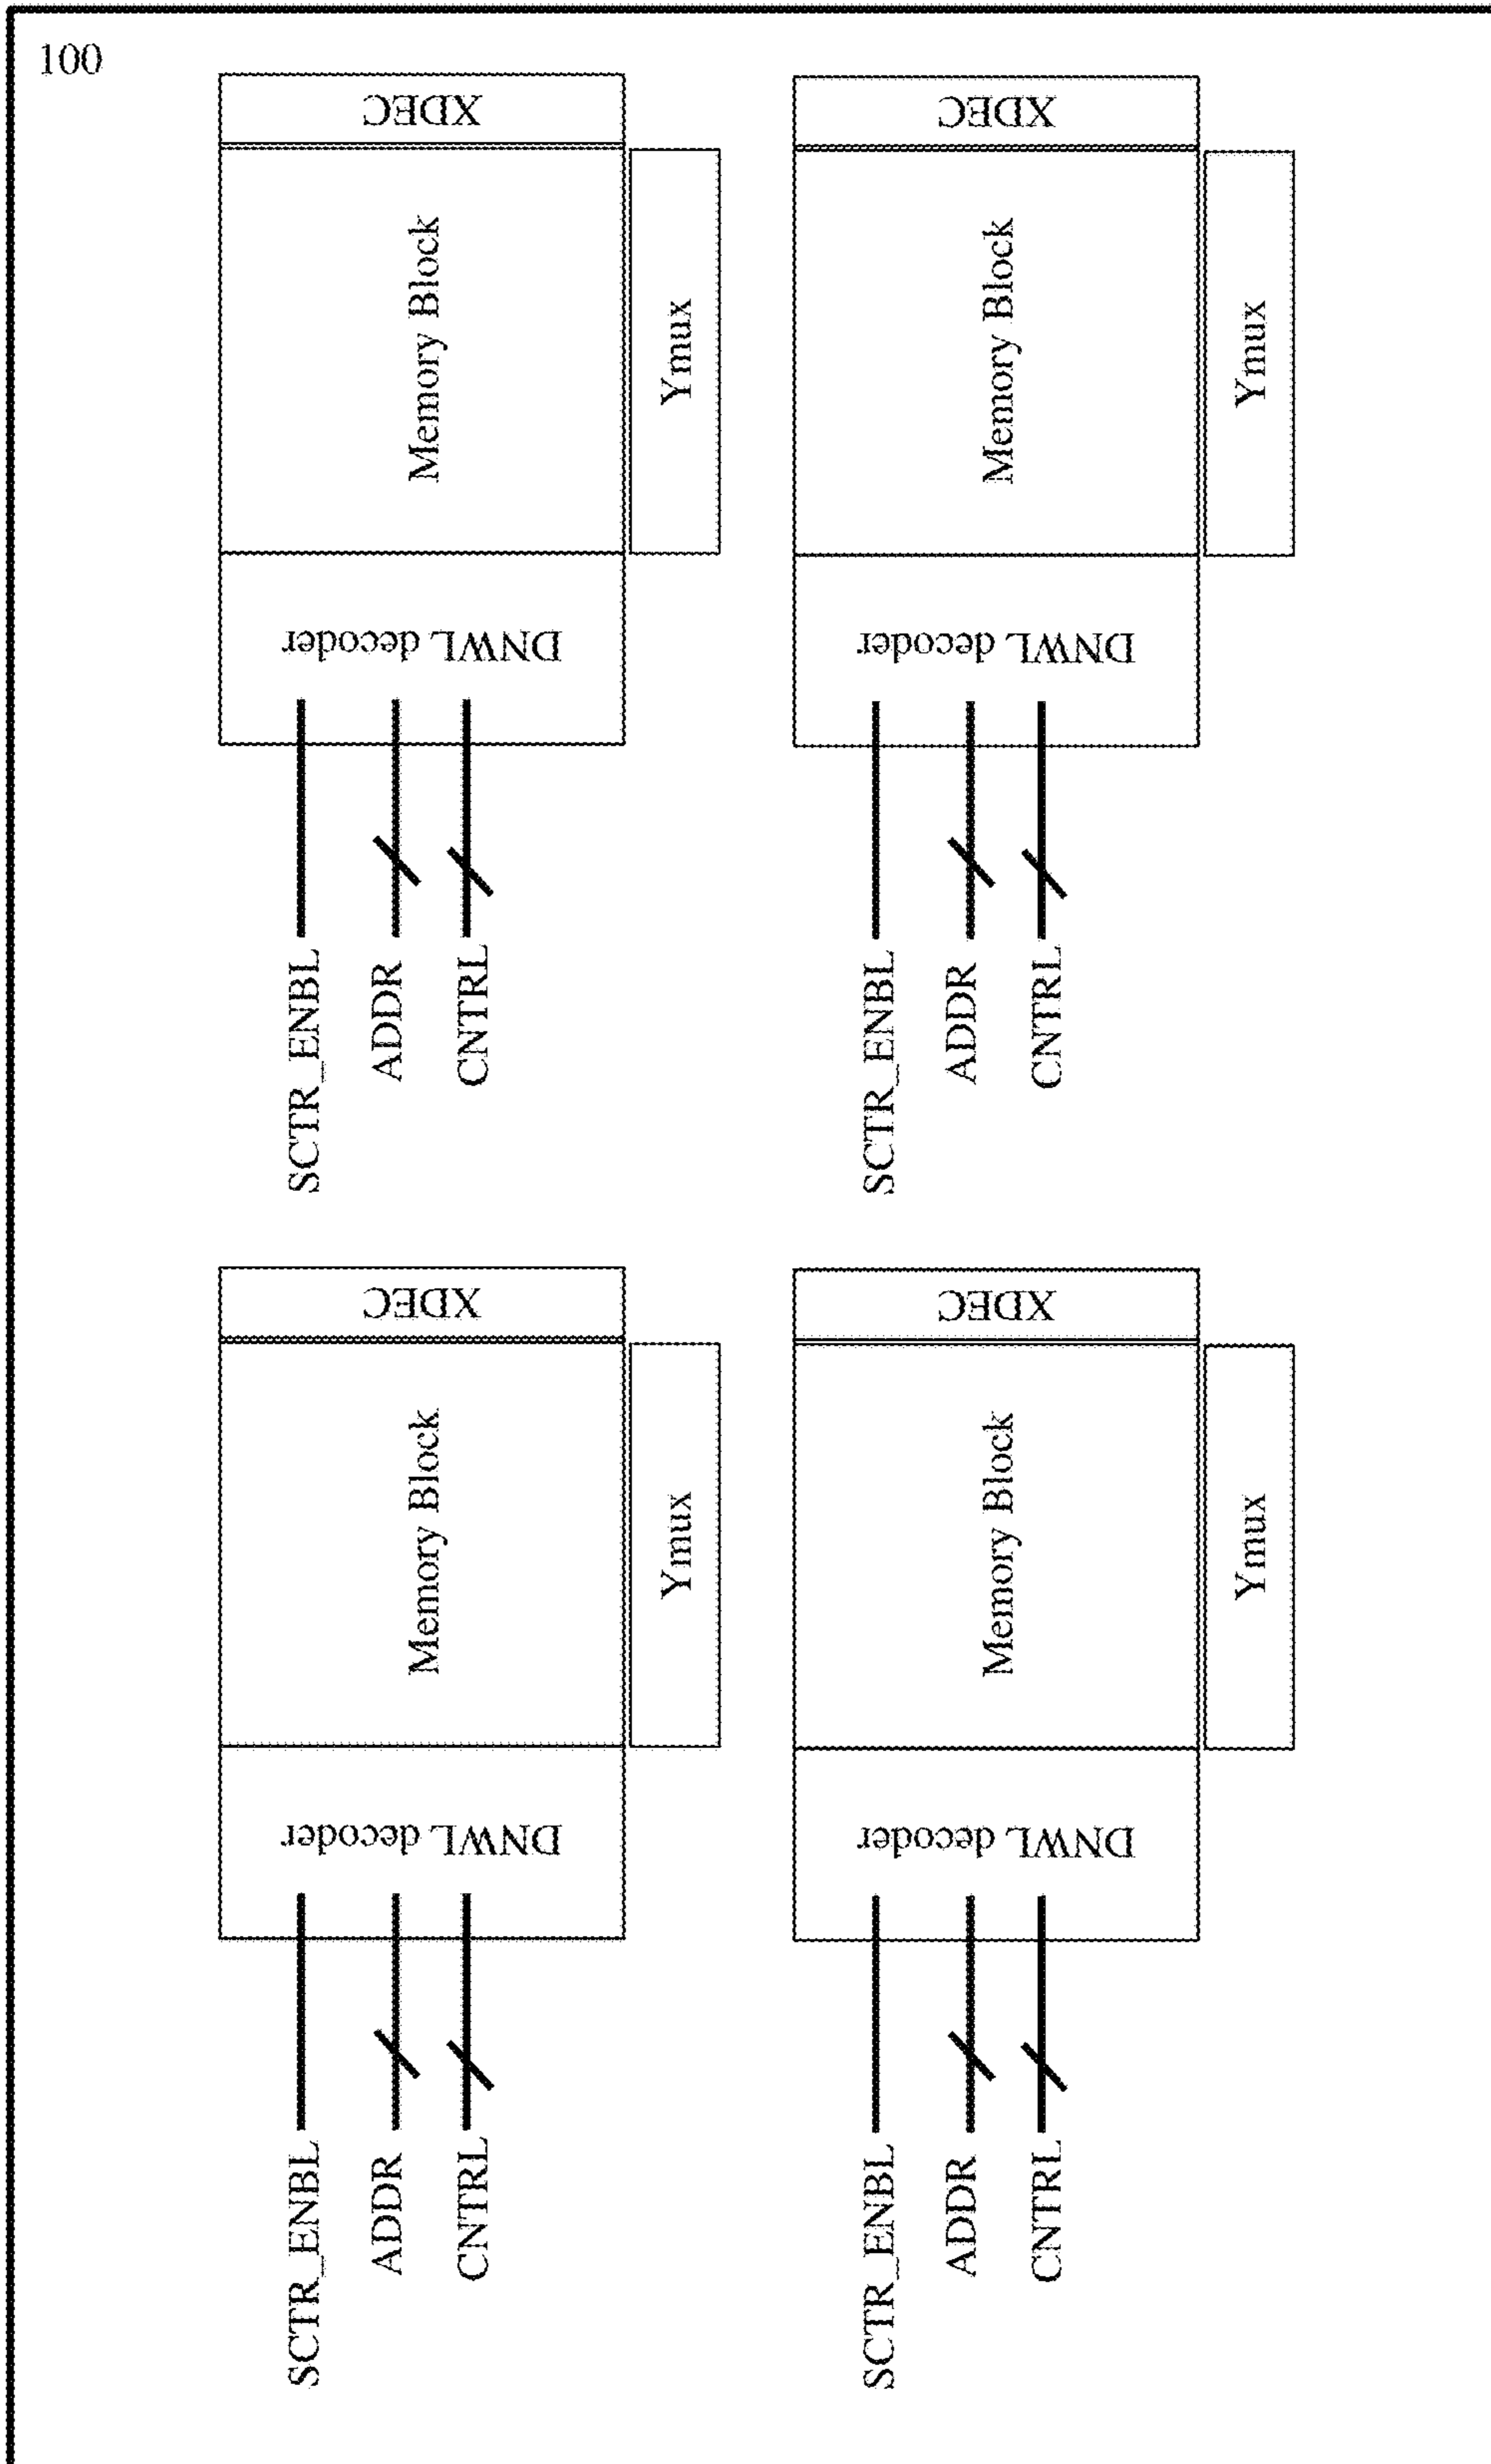 100
XDEC
Memory Block
Ymux
DNWL decoder
SCTR_ENBL
ADDR
CNTRL
XDEC
Memory Block
Ymux
DNWL decoder
SCTR_ENBL
ADDR
CNTRL
XDEC
Memory Block
Ymux
DNWL decoder
SCTR_ENBL
ADDR
CNTRL
XDEC
Memory Block
Ymux
DNWL decoder
SCTR_ENBL
ADDR
CNTRL